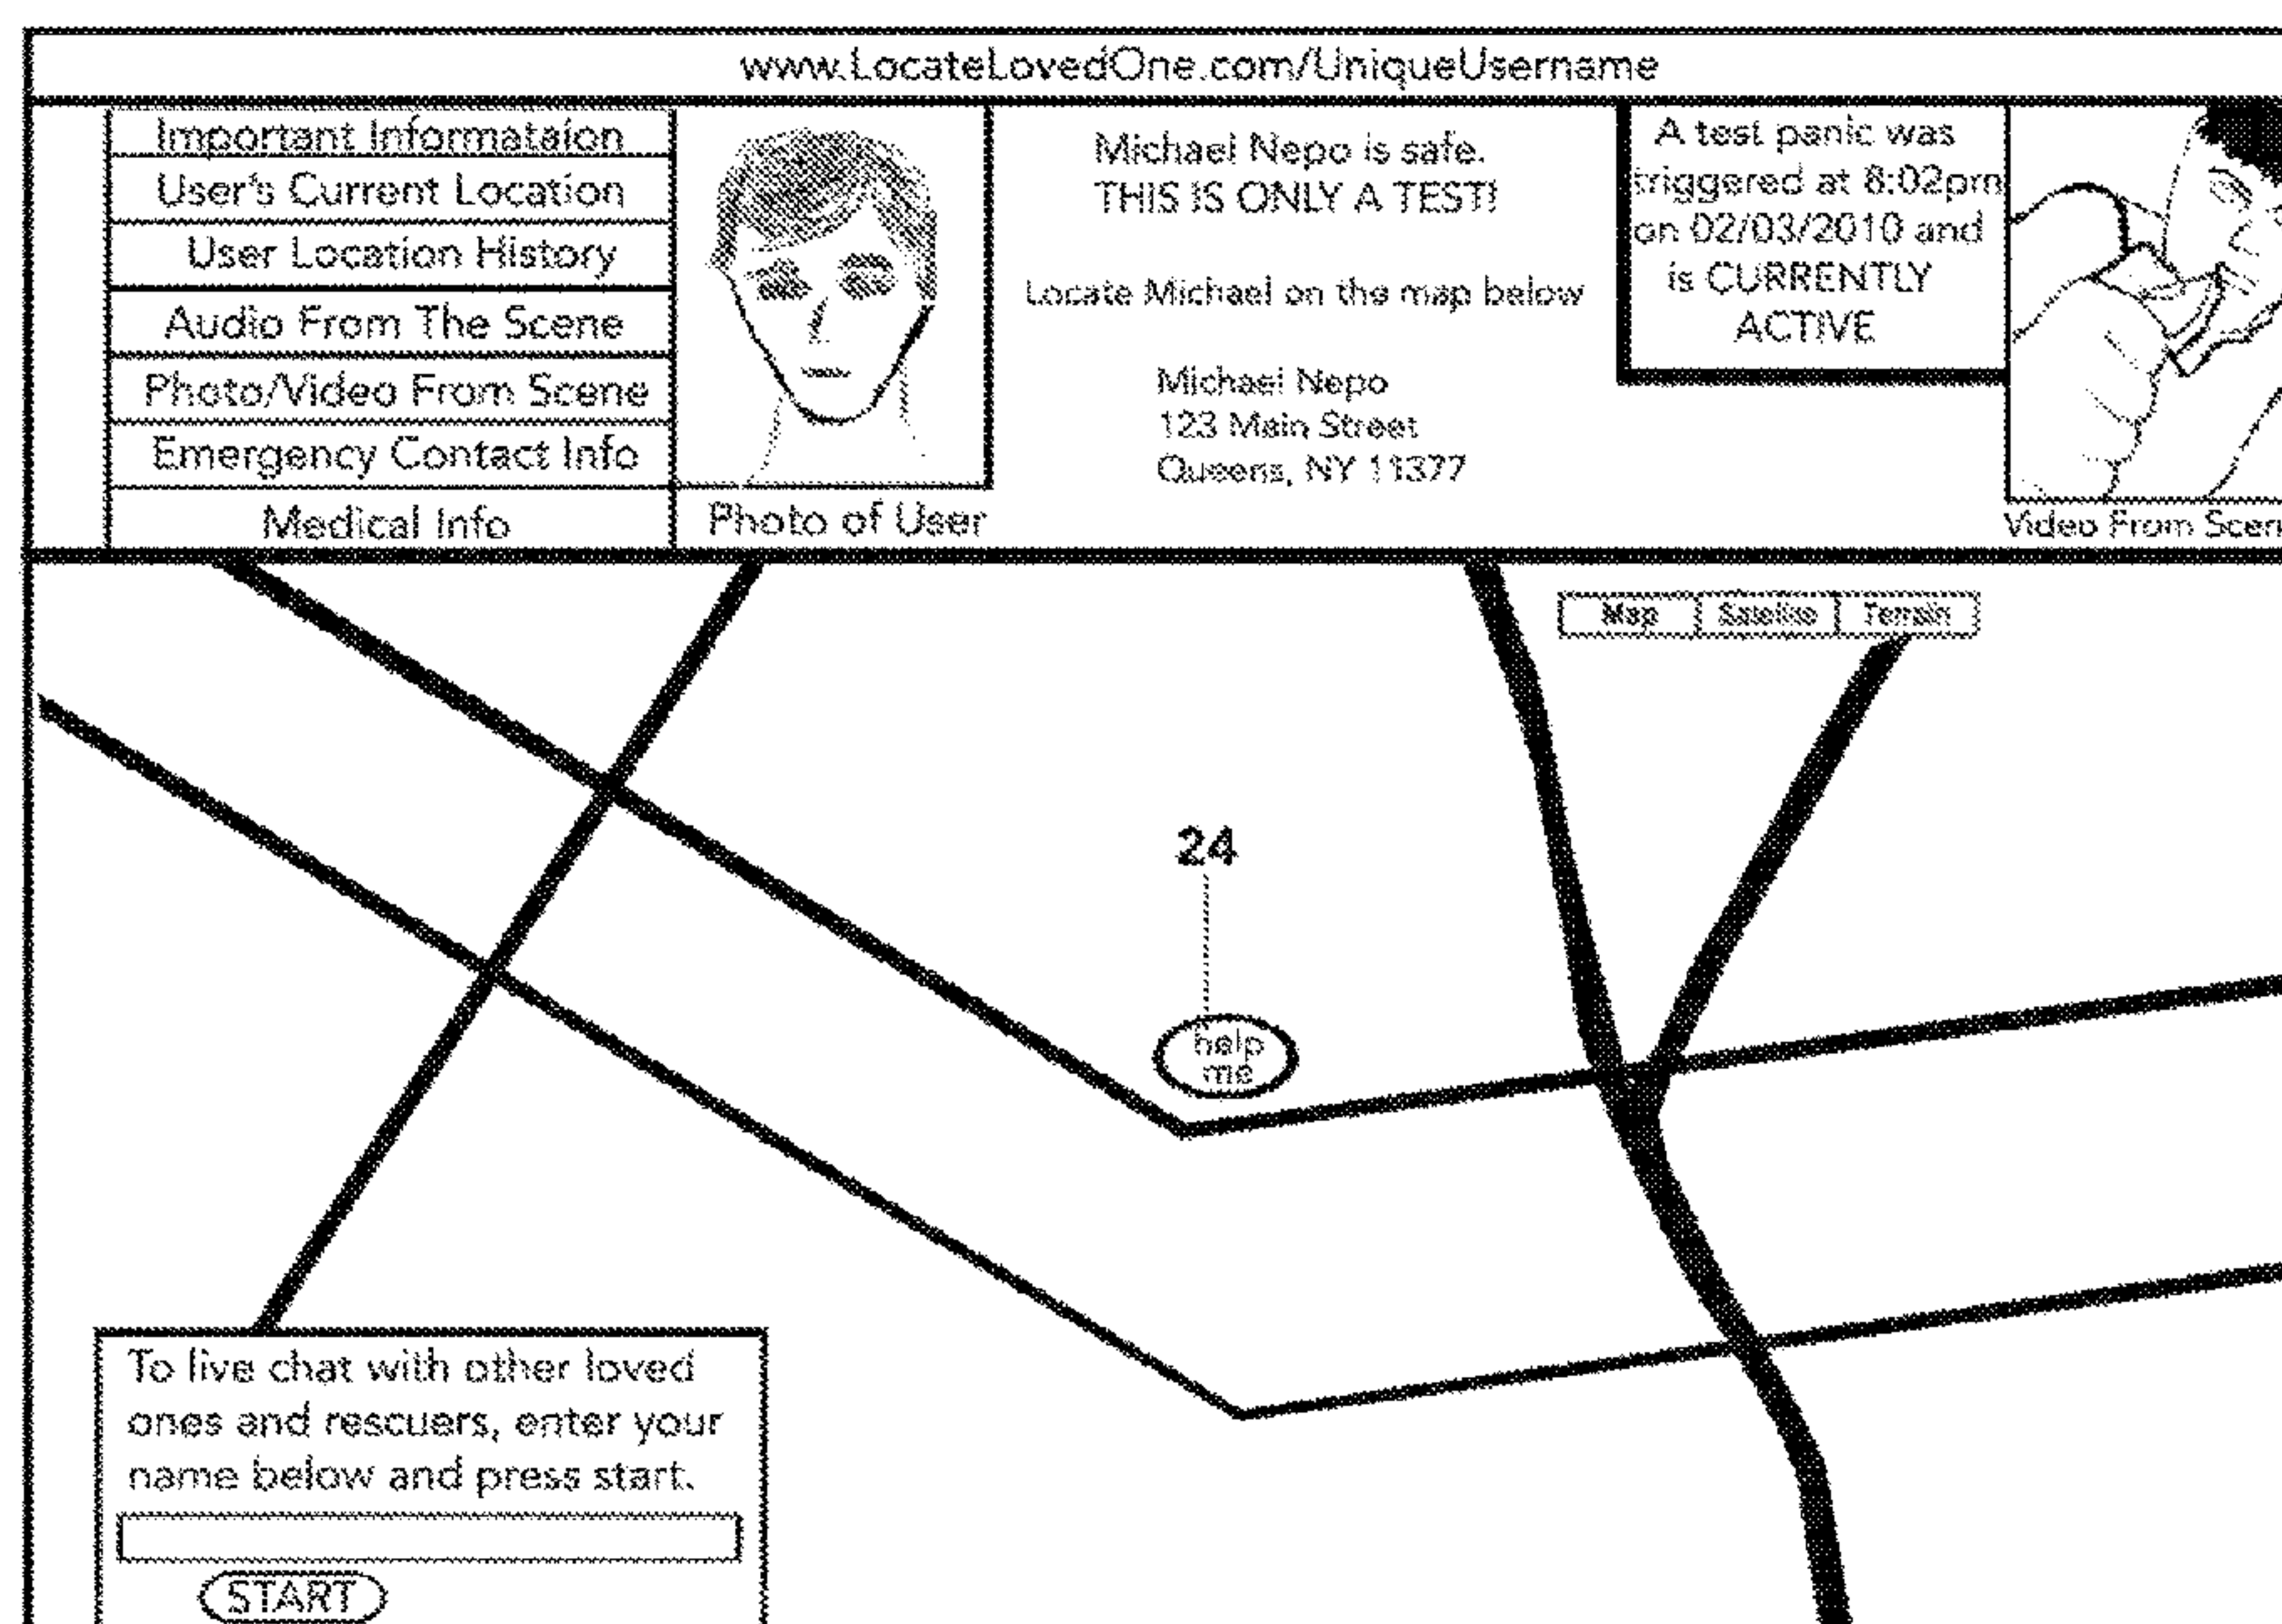 www.LocateLovedOne.com/UniqueUsername
Important Informataion
User's Current Location
User Location History
Audio From The Scene
Photo/Video From Scene
Emergency Contact Info
Medical Info
Photo of User
Michael Nepo is safe.
THIS IS ONLY A TEST!
Locate Michael on the map below
Michael Nepo
123 Main Street
Queens, NY 11377
A test panic was
triggered at 8:02pm
on 02/03/2010 and
is CURRENTLY
ACTIVE
Video From Scen
Map Satellite Terrain
24
help
me
To live chat with other loved
ones and rescuers, enter your
name below and press start.
START